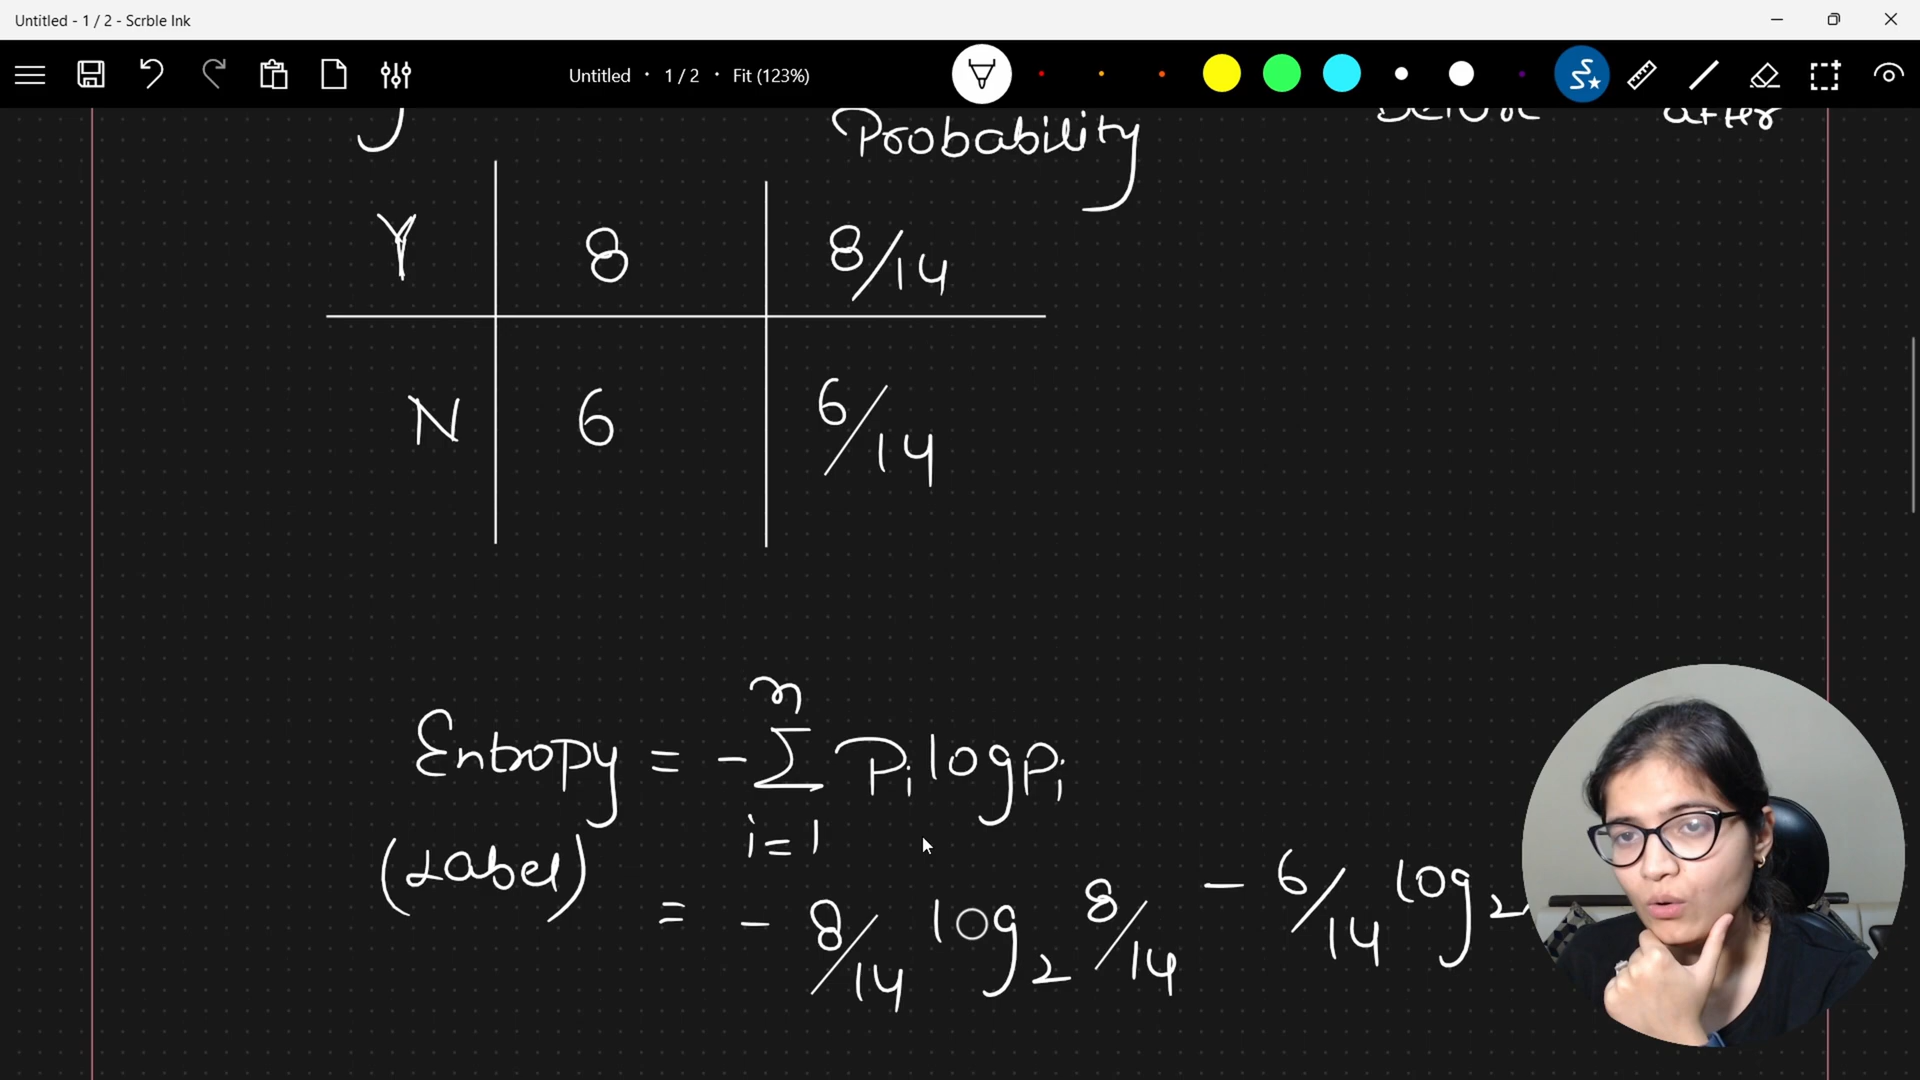 Untitled - 1 / 2 - Scrble Ink
Untitled • 1 / 2 • Fit (123%)
Probability
after
Y 8 8/14
N 6 6/14
n
Entropy = - Σ Pi log Pi
i = 1
(Label)
= - 8/14 log2 8/14 - 6/14 log2